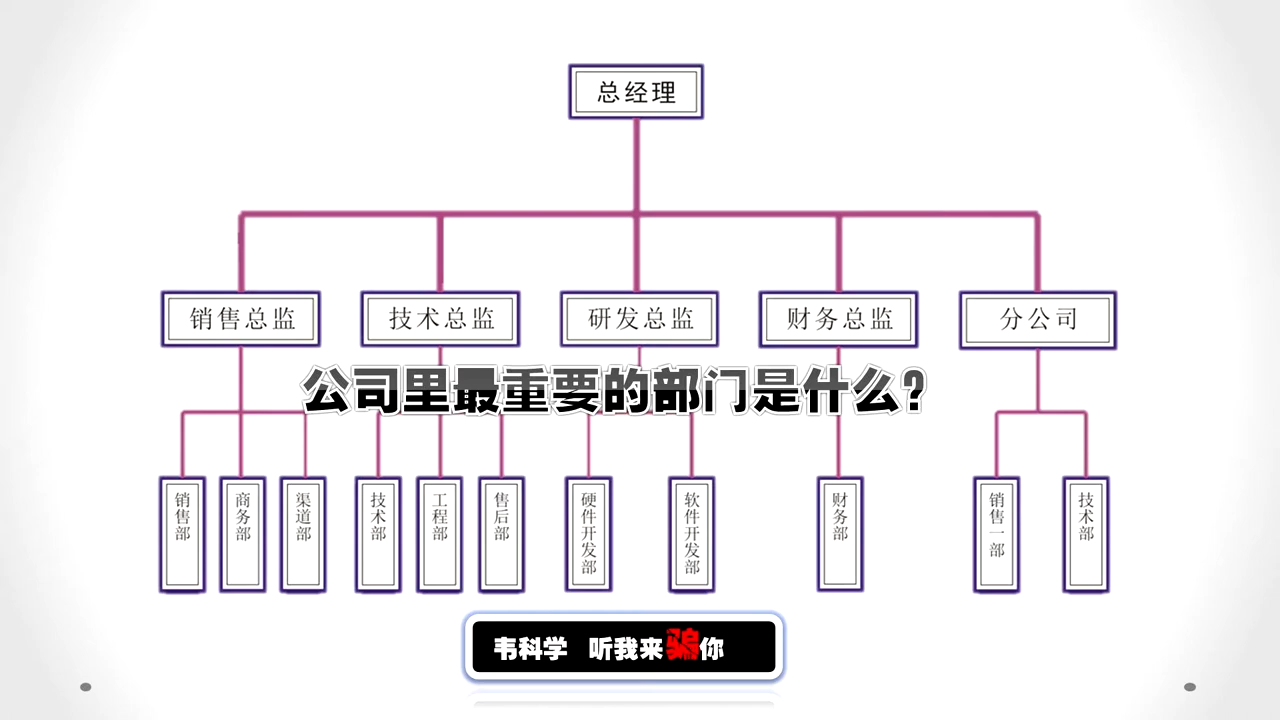 总经理
销售总监
技术总监
研发总监
财务总监
分公司
公司里最重要的部门是什么？
销售部
商务部
渠道部
技术部
工程部
售后部
硬件开发部
软件开发部
财务部
销售一部
技术部
韦科学 听我来骗你